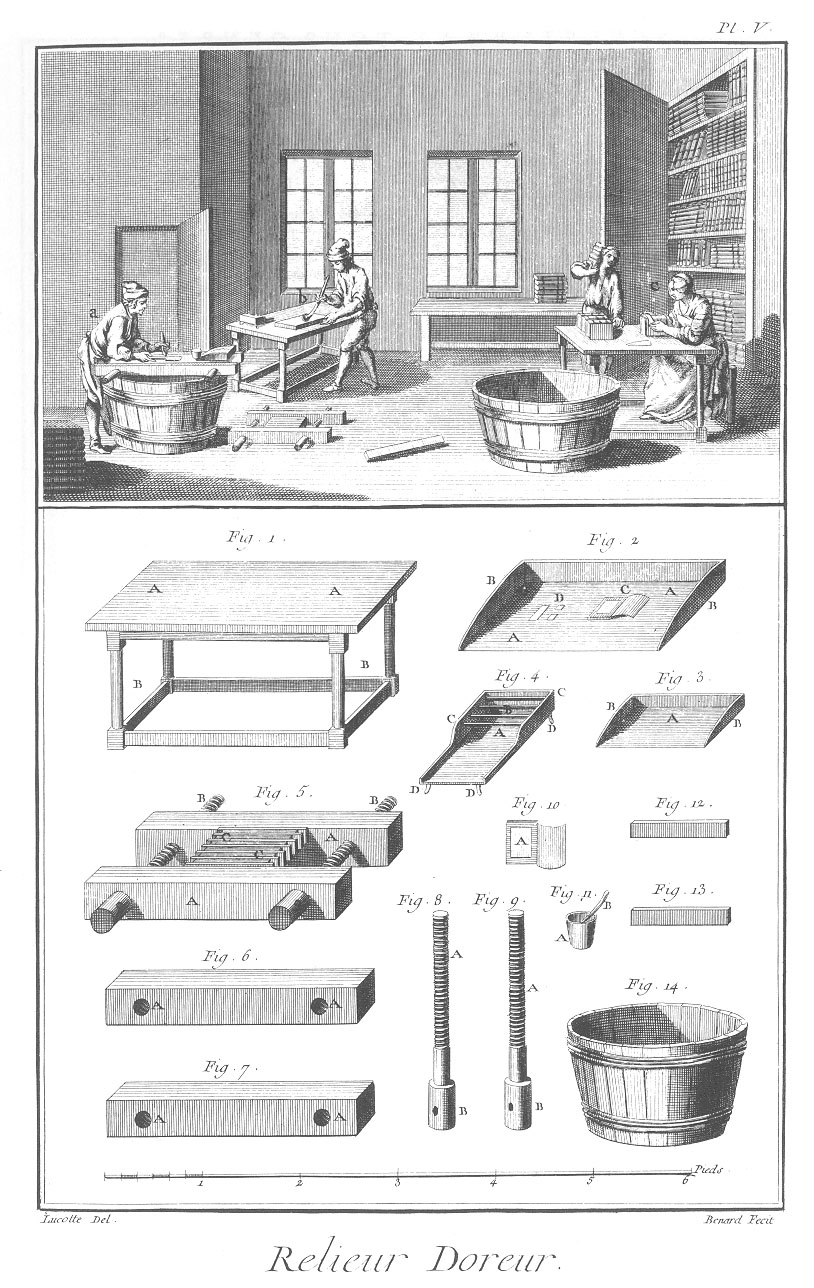 Pl. V.
a
b
c
Fig. 1.
Fig. 2
A A
B B
B D C A B
A
Fig. 4.
Fig. 3.
C B C
A D
D D
B A B
Fig. 5.
B B
C A
C
A
Fig. 10
A
Fig. 12.
Fig. 8.
Fig. 9.
Fig. 11.
Fig. 13.
A B
A
A
B
B
Fig. 6.
A A
Fig. 7.
A A
Fig. 14.
1 2 3 4 5 6 Pieds.
Lucotte Del.
Benard Fecit
Relieur Doreur.